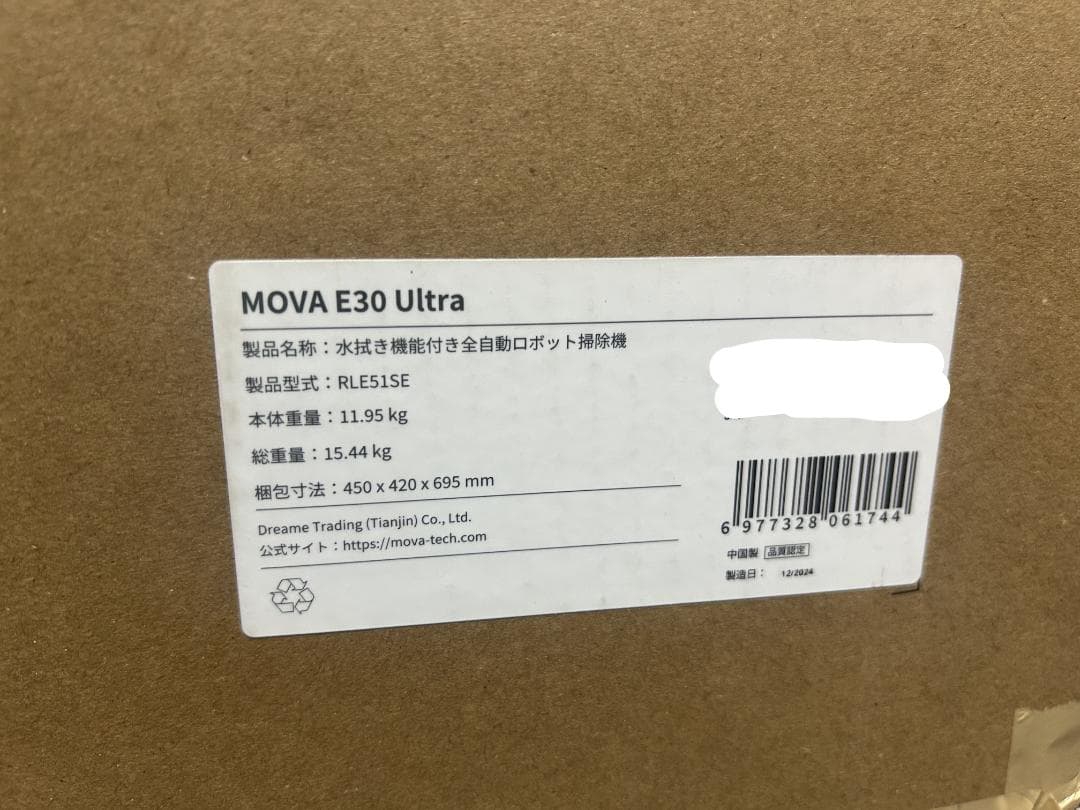 MOVA E30 Ultra
製品名称：水拭き機能付き全自動ロボット掃除機
製品型式：RLE51SE
本体重量：11.95 kg
総重量：15.44 kg
梱包寸法：450 x 420 x 695 mm
Dreame Trading (Tianjin) Co., Ltd.
公式サイト：https://mova-tech.com
6 977328 061744
中国製 品質認定
製造日： 12/2024